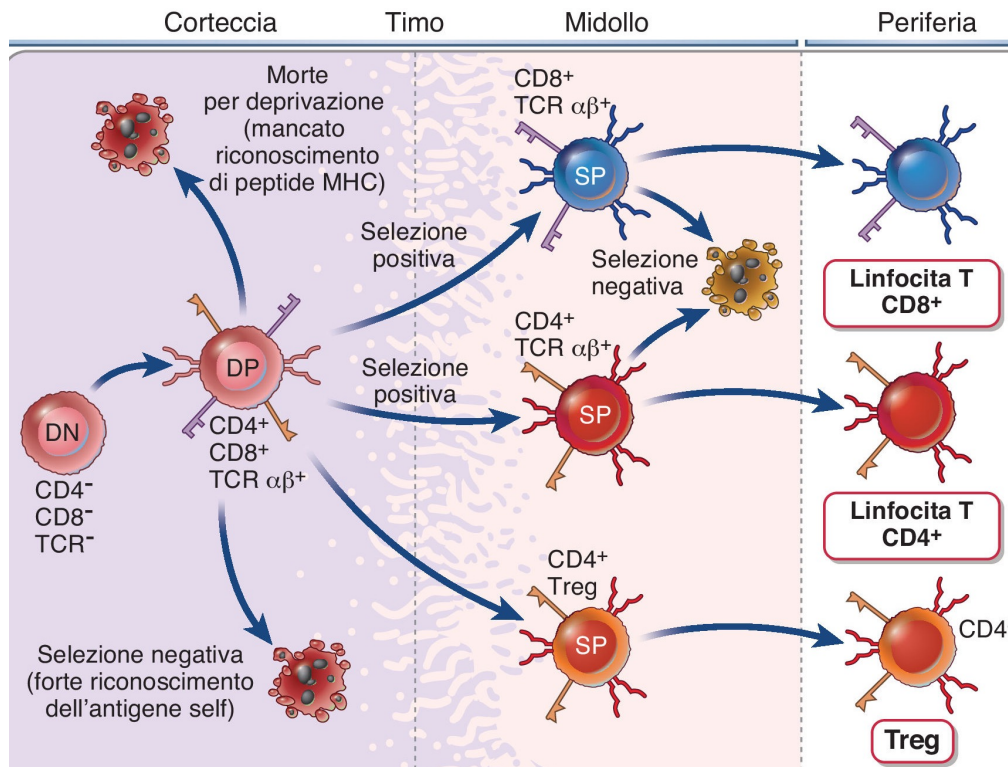 Corteccia
Timo
Midollo
Periferia
Morte
per deprivazione
(mancato
riconoscimento
di peptide MHC)
CD8+
TCR αβ+
SP
Selezione
positiva
Selezione
negativa
Linfocita T
CD8+
DN
CD4-
CD8-
TCR-
DP
CD4+
CD8+
TCR αβ+
Selezione
positiva
CD4+
TCR αβ+
SP
Linfocita T
CD4+
Selezione negativa
(forte riconoscimento
dell'antigene self)
CD4+
Treg
SP
CD4
Treg